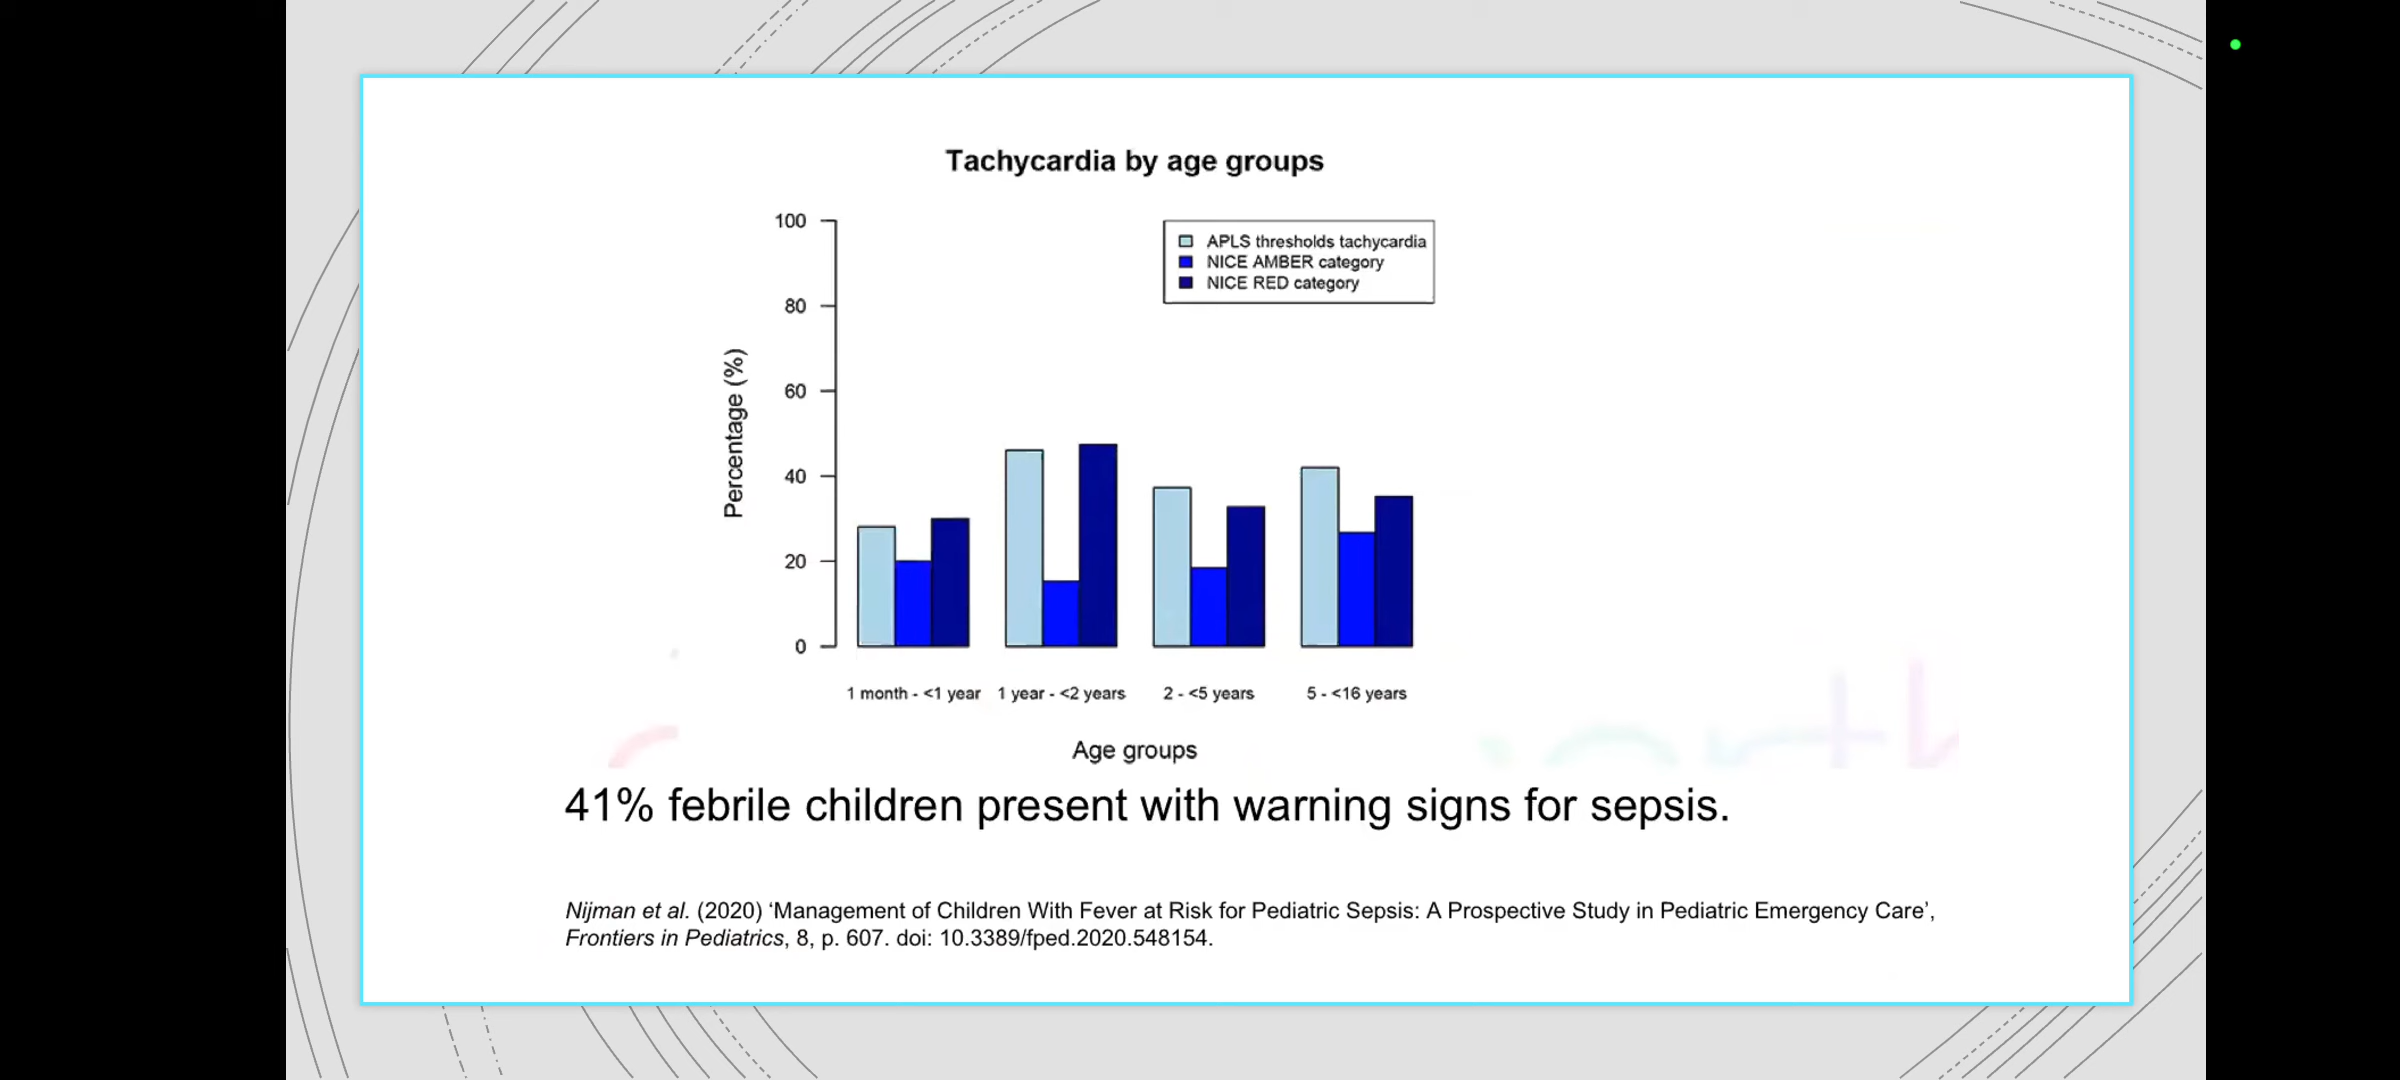 Tachycardia by age groups
100
80
60
40
20
0
Percentage (%)
APLS thresholds tachycardia
NICE AMBER category
NICE RED category
1 month - <1 year
1 year - <2 years
2 - <5 years
5 - <16 years
Age groups
41% febrile children present with warning signs for sepsis.
Nijman et al. (2020) ‘Management of Children With Fever at Risk for Pediatric Sepsis: A Prospective Study in Pediatric Emergency Care’,
Frontiers in Pediatrics, 8, p. 607. doi: 10.3389/fped.2020.548154.